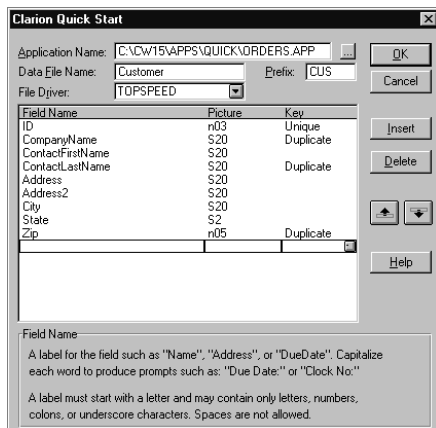 Clarion Quick Start
Application Name: C:\CW15\APPS\QUICK\ORDERS.APP ... OK
Data File Name: Customer Prefix: CUS
Cancel
File Driver: TOPSPEED
Field Name Picture Key
ID n03 Unique
CompanyName S20 Duplicate
Insert
ContactFirstName S20
ContactLastName S20 Duplicate
Delete
Address S20
Address2 S20
City S20
State S2
Zip n05 Duplicate
Help
Field Name
A label for the field such as "Name", "Address", or "DueDate". Capitalize
each word to produce prompts such as: "Due Date:" or "Clock No:"
A label must start with a letter and may contain only letters, numbers,
colons, or underscore characters. Spaces are not allowed.